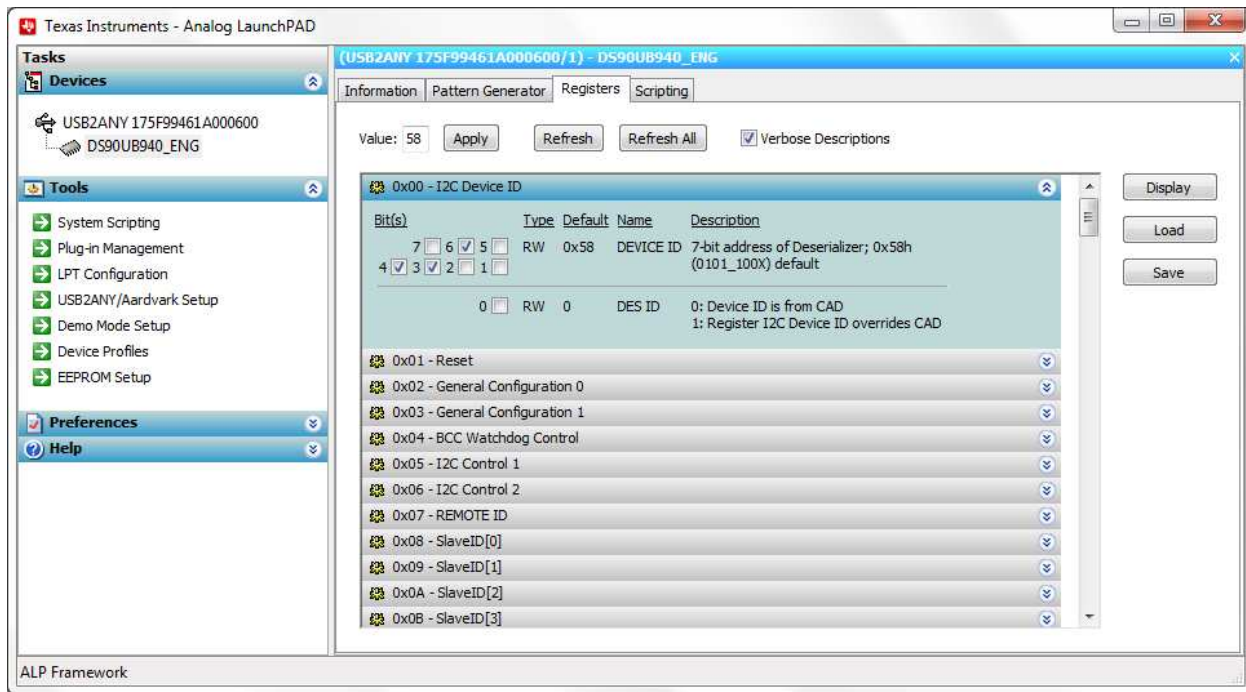 Texas Instruments - Analog LaunchPAD
Tasks
Devices
USB2ANY 175F99461A000600
DS90UB940_ENG
Tools
System Scripting
Plug-in Management
LPT Configuration
USB2ANY/Aardvark Setup
Demo Mode Setup
Device Profiles
EEPROM Setup
Preferences
Help
(USB2ANY 175F99461A000600/1) - DS90UB940_ENG
Information Pattern Generator Registers Scripting
Value: 58 Apply Refresh Refresh All Verbose Descriptions
0x00 - I2C Device ID
Bit(s) Type Default Name Description
7 6 5 RW 0x58 DEVICE ID 7-bit address of Deserializer; 0x58h
4 3 2 1 (0101_100X) default
0 RW 0 DES ID 0: Device ID is from CAD
1: Register I2C Device ID overrides CAD
0x01 - Reset
0x02 - General Configuration 0
0x03 - General Configuration 1
0x04 - BCC Watchdog Control
0x05 - I2C Control 1
0x06 - I2C Control 2
0x07 - REMOTE ID
0x08 - SlaveID[0]
0x09 - SlaveID[1]
0x0A - SlaveID[2]
0x0B - SlaveID[3]
Display
Load
Save
ALP Framework